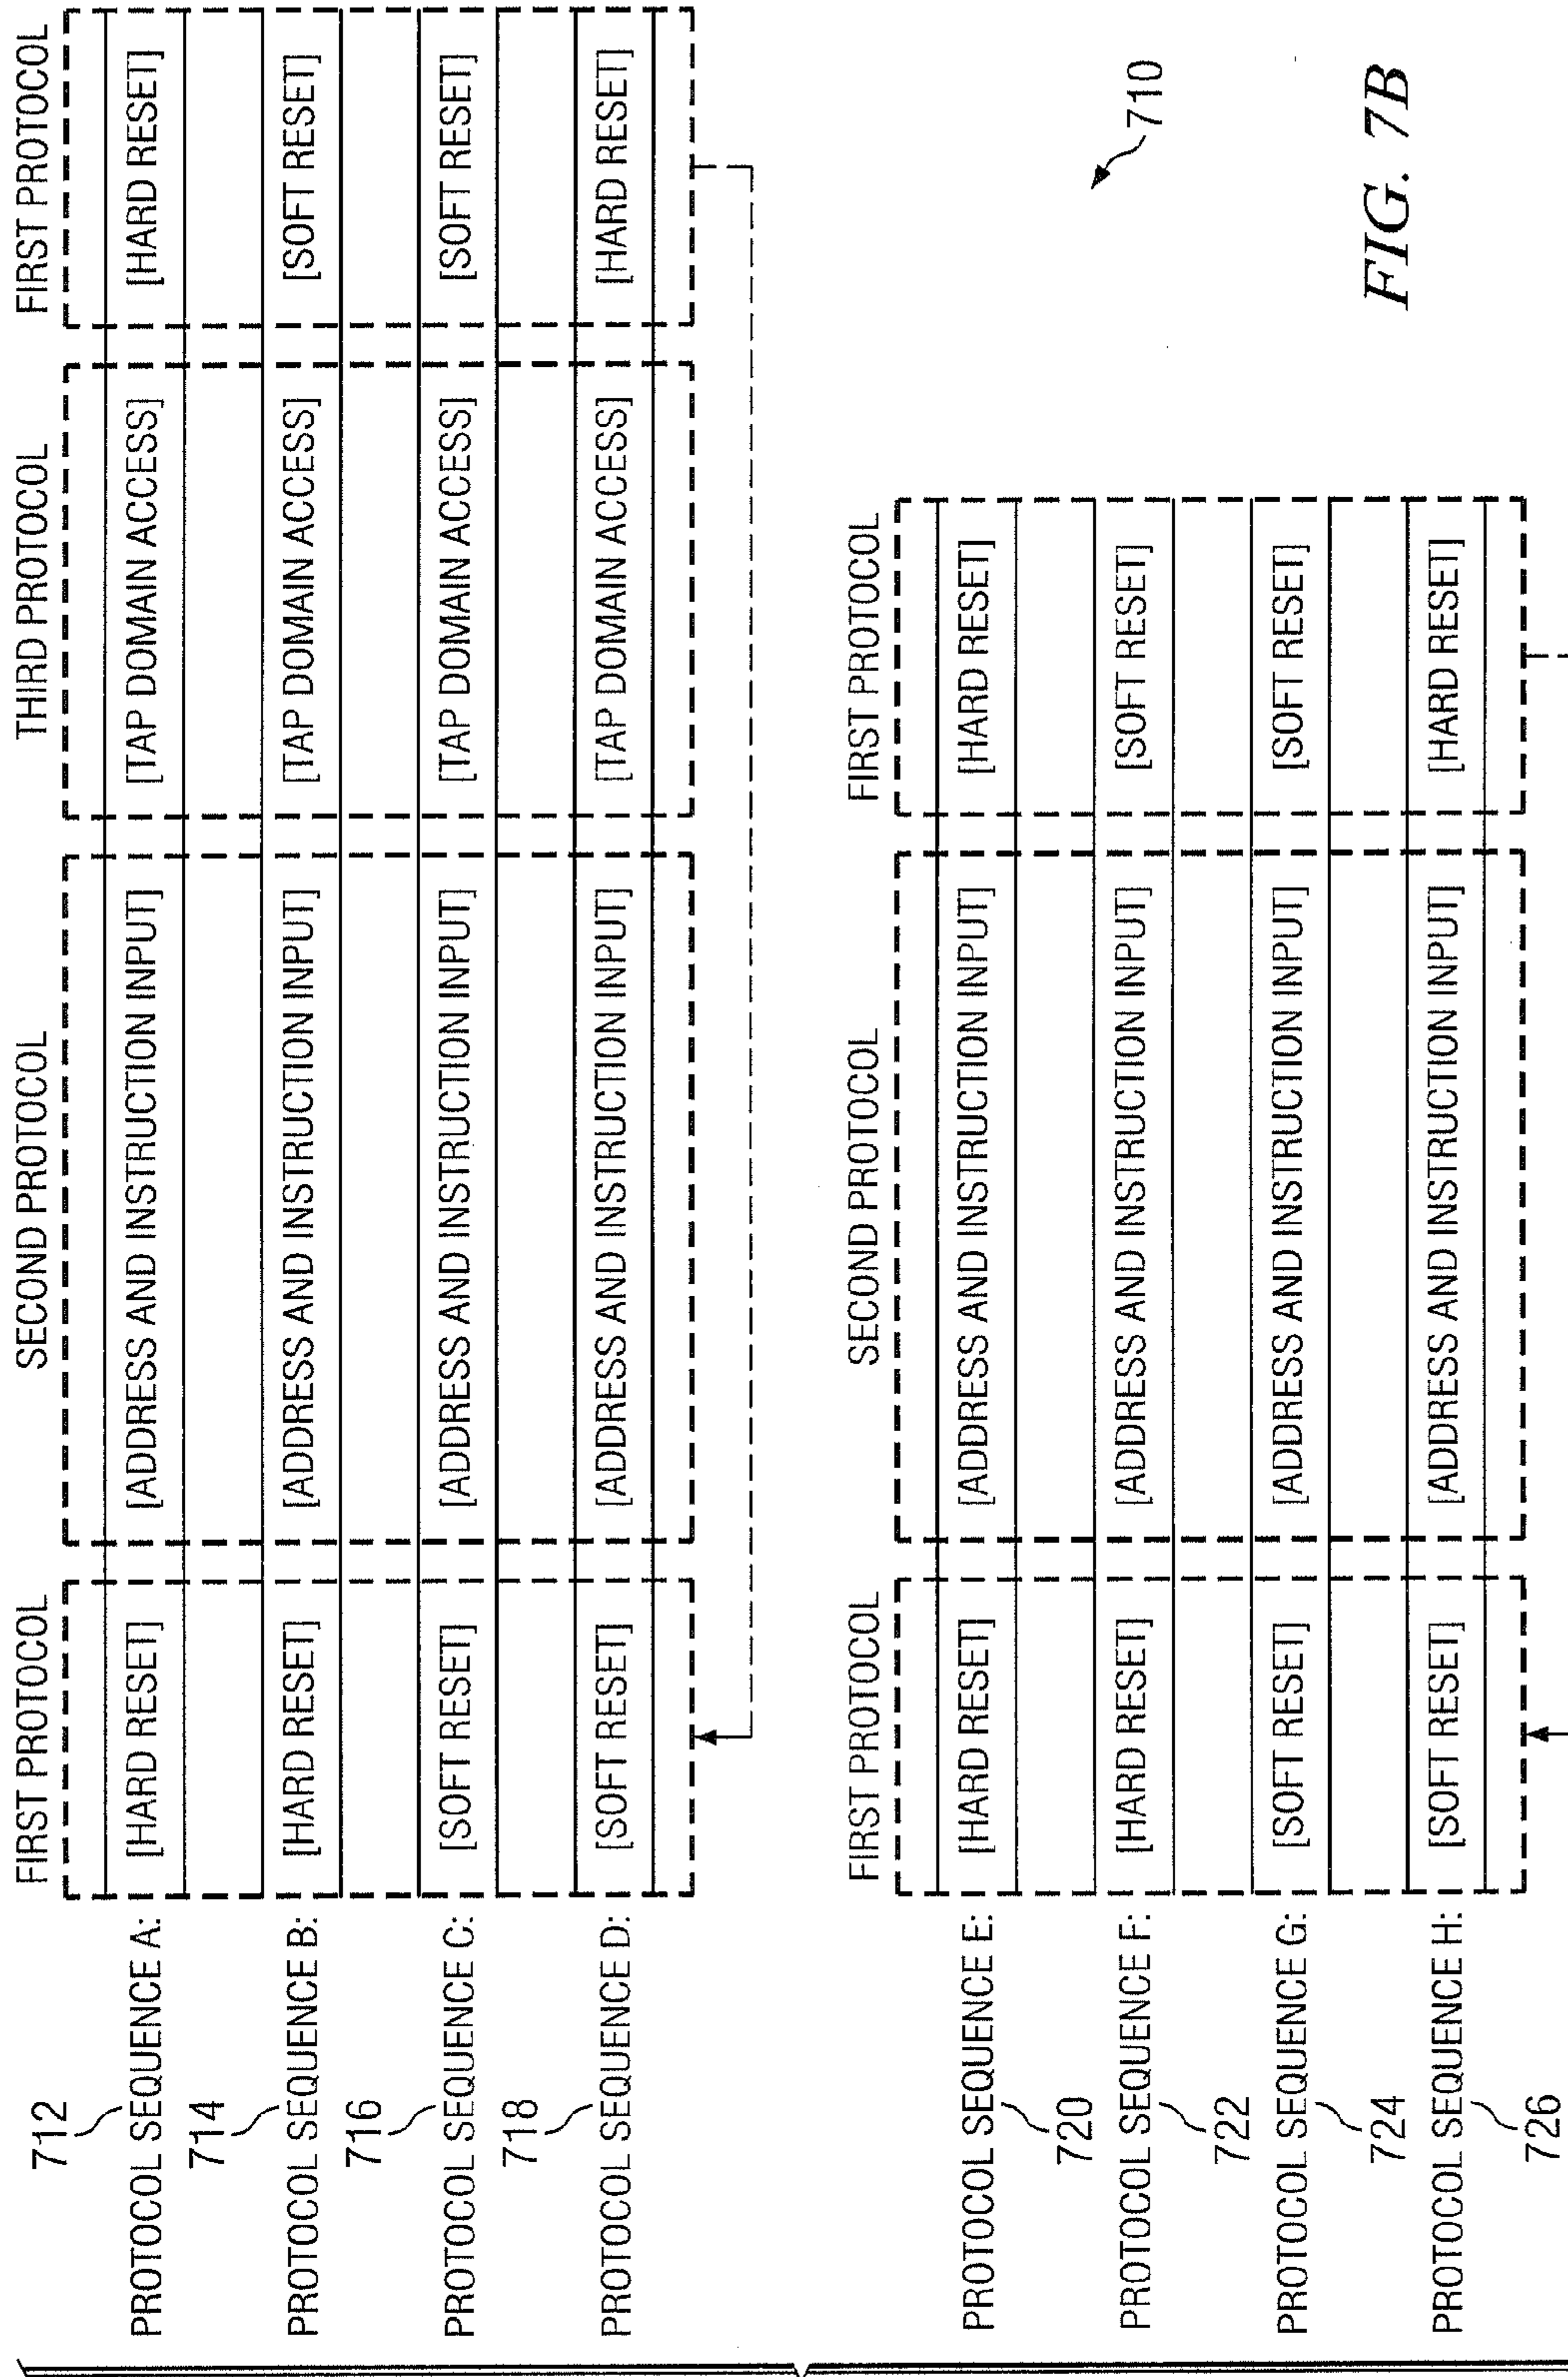 FIRST PROTOCOL SECOND PROTOCOL THIRD PROTOCOL FIRST PROTOCOL
712
PROTOCOL SEQUENCE A: [HARD RESET] [ADDRESS AND INSTRUCTION INPUT] [TAP DOMAIN ACCESS] [HARD RESET]
714
PROTOCOL SEQUENCE B: [HARD RESET] [ADDRESS AND INSTRUCTION INPUT] [TAP DOMAIN ACCESS] [SOFT RESET]
716
PROTOCOL SEQUENCE C: [SOFT RESET] [ADDRESS AND INSTRUCTION INPUT] [TAP DOMAIN ACCESS] [SOFT RESET]
718
PROTOCOL SEQUENCE D: [SOFT RESET] [ADDRESS AND INSTRUCTION INPUT] [TAP DOMAIN ACCESS] [HARD RESET]
FIRST PROTOCOL SECOND PROTOCOL FIRST PROTOCOL
PROTOCOL SEQUENCE E: [HARD RESET] [ADDRESS AND INSTRUCTION INPUT] [HARD RESET]
720
PROTOCOL SEQUENCE F: [HARD RESET] [ADDRESS AND INSTRUCTION INPUT] [SOFT RESET]
722
PROTOCOL SEQUENCE G: [SOFT RESET] [ADDRESS AND INSTRUCTION INPUT] [SOFT RESET]
724
PROTOCOL SEQUENCE H: [SOFT RESET] [ADDRESS AND INSTRUCTION INPUT] [HARD RESET]
726
710
FIG. 7B